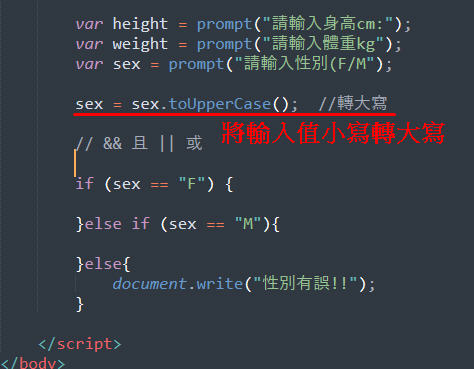 var height = prompt("請輸入身高cm:");
var weight = prompt("請輸入體重kg");
var sex = prompt("請輸入性別(F/M");
sex = sex.toUpperCase();  //轉大寫
將輸入值小寫轉大寫
// && 且 || 或
if (sex == "F") {
}else if (sex == "M"){
}else{
document.write("性別有誤!!");
}
</script>
</body>